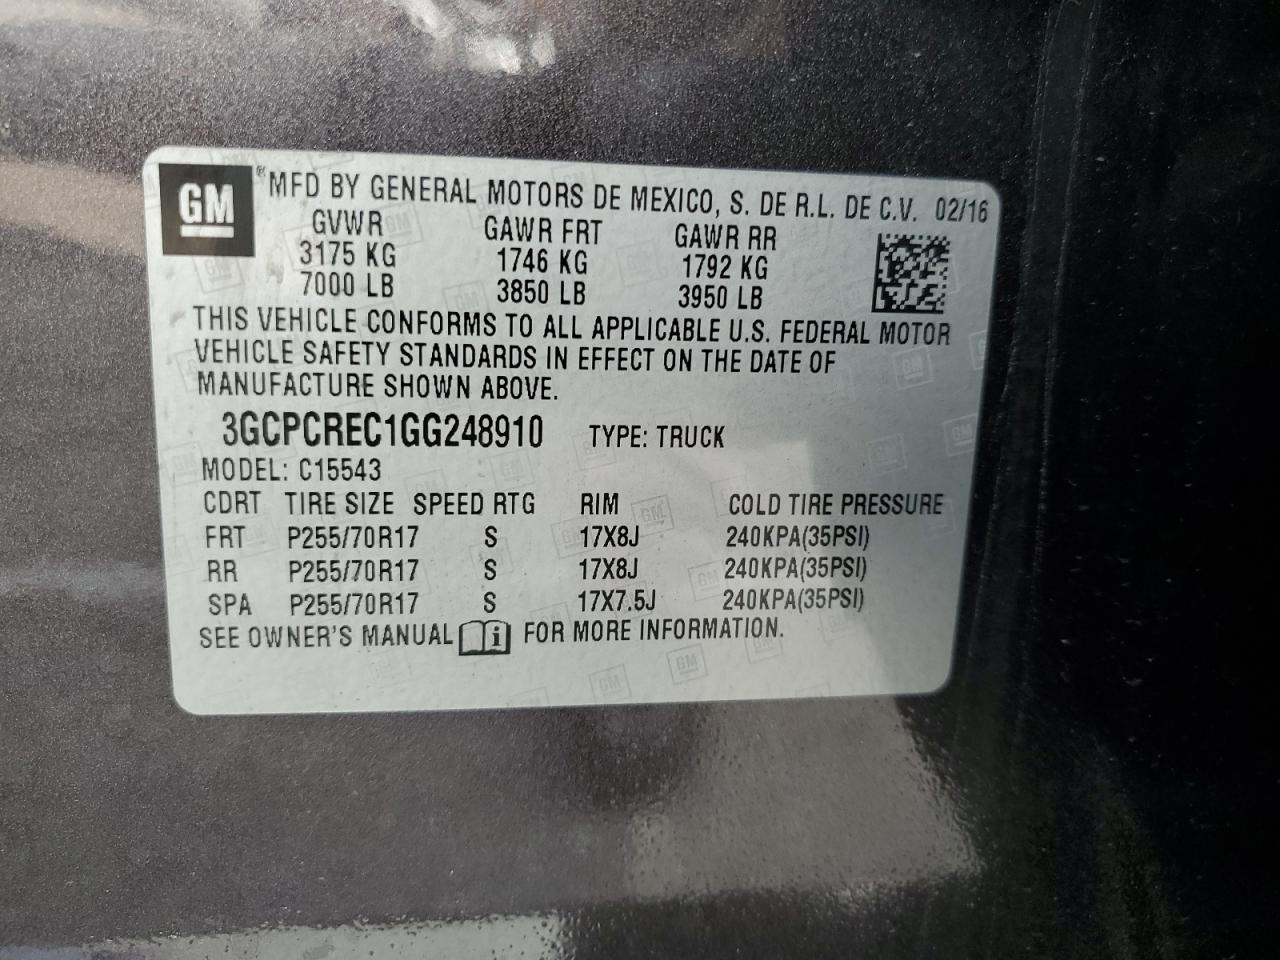 GM ® MFD BY GENERAL MOTORS DE MEXICO, S. DE R.L. DE C.V. 02/16
GVWR GAWR FRT GAWR RR
3175 KG 1746 KG 1792 KG
7000 LB 3850 LB 3950 LB
THIS VEHICLE CONFORMS TO ALL APPLICABLE U.S. FEDERAL MOTOR
VEHICLE SAFETY STANDARDS IN EFFECT ON THE DATE OF
MANUFACTURE SHOWN ABOVE.
3GCPCREC1GG248910 TYPE: TRUCK
MODEL: C15543
CDRT TIRE SIZE SPEED RTG RIM COLD TIRE PRESSURE
FRT P255/70R17 S 17X8J 240KPA(35PSI)
RR P255/70R17 S 17X8J 240KPA(35PSI)
SPA P255/70R17 S 17X7.5J 240KPA(35PSI)
SEE OWNER'S MANUAL i FOR MORE INFORMATION.